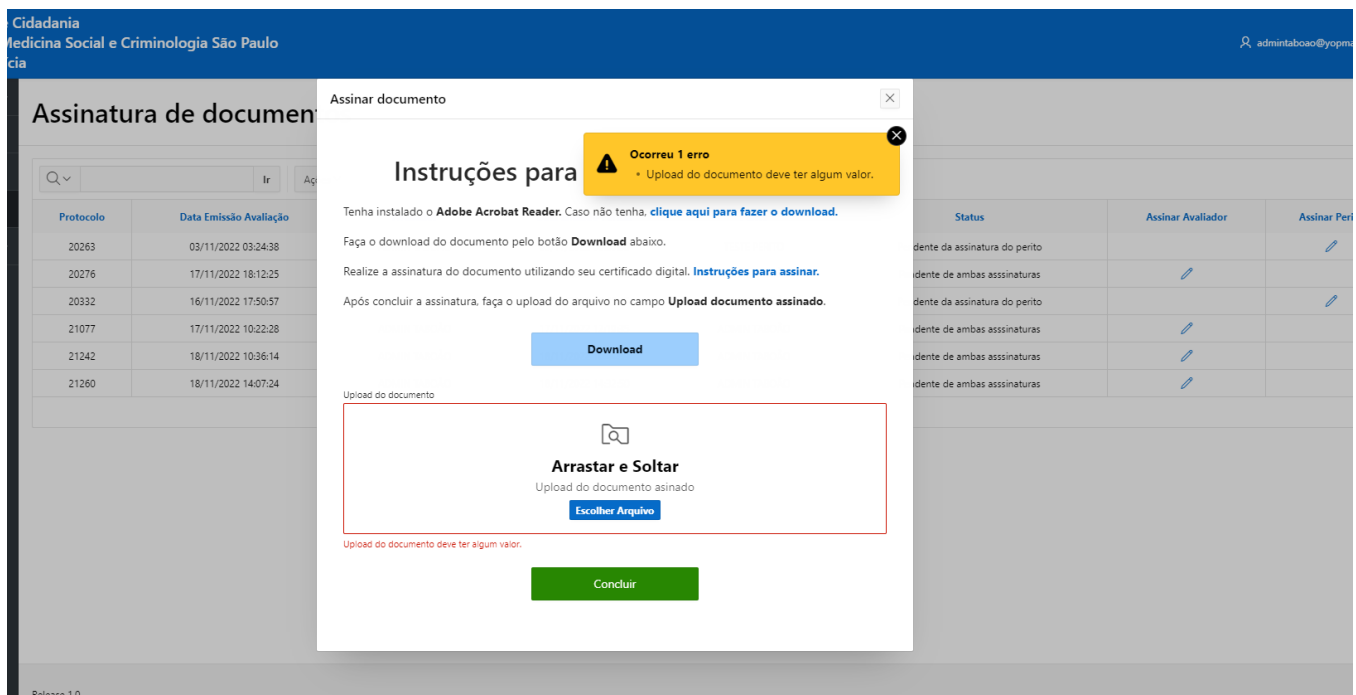 Cidadania
Medicina Social e Criminologia São Paulo
cia
admintaboao@yopma
Assinatura de documen
Ir
Aç
Protocolo Data Emissão Avaliação Status Assinar Avaliador Assinar Peri
20263 03/11/2022 03:24:38 dente da assinatura do perito
20276 17/11/2022 18:12:25 dente de ambas asssinaturas
20332 16/11/2022 17:50:57 dente da assinatura do perito
21077 17/11/2022 10:22:28 dente de ambas asssinaturas
21242 18/11/2022 10:36:14 dente de ambas asssinaturas
21260 18/11/2022 14:07:24 dente de ambas asssinaturas
Assinar documento
Ocorreu 1 erro
• Upload do documento deve ter algum valor.
Instruções para
Tenha instalado o Adobe Acrobat Reader. Caso não tenha, clique aqui para fazer o download.
Faça o download do documento pelo botão Download abaixo.
Realize a assinatura do documento utilizando seu certificado digital. Instruções para assinar.
Após concluir a assinatura, faça o upload do arquivo no campo Upload documento assinado.
Download
Upload do documento
Arrastar e Soltar
Upload do documento asinado
Escolher Arquivo
Upload do documento deve ter algum valor.
Concluir
Release 1.0